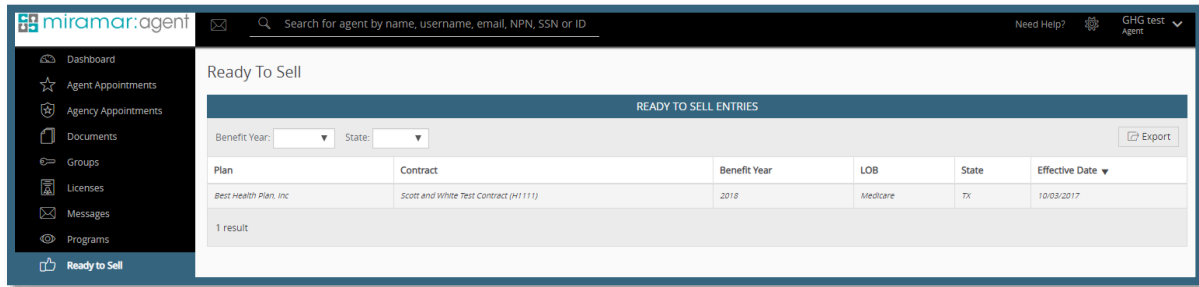 miramar:agent
Search for agent by name, username, email, NPN, SSN or ID
Need Help?
GHG test
Agent
Dashboard
Agent Appointments
Agency Appointments
Documents
Groups
Licenses
Messages
Programs
Ready to Sell
Ready To Sell
READY TO SELL ENTRIES
Benefit Year: State: Export
Plan Contract Benefit Year LOB State Effective Date
Best Health Plan, Inc Scott and White Test Contract (H1111) 2018 Medicare TX 10/03/2017
1 result